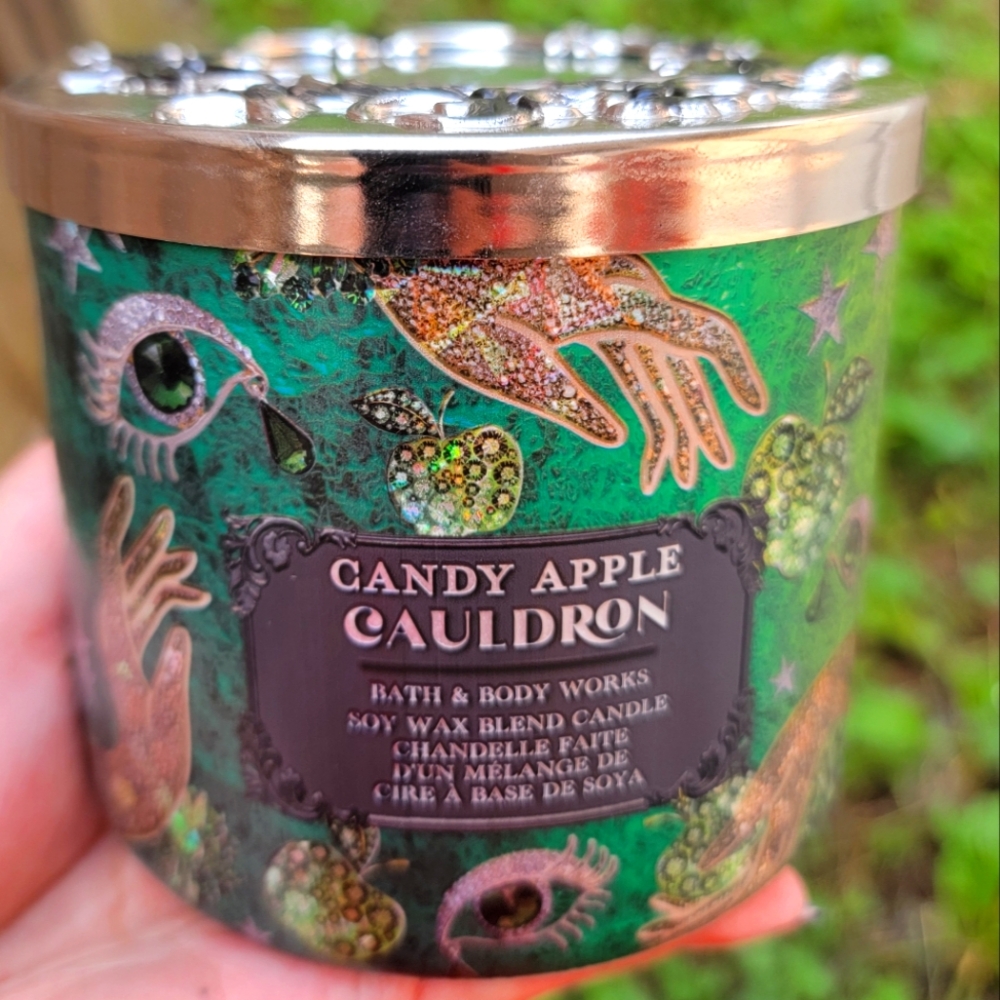 CANDY APPLE
CAULDRON
BATH & BODY WORKS
SOY WAX BLEND CANDLE
CHANDELLE FAITE
D'UN MÉLANGE DE
CIRE À BASE DE SOYA